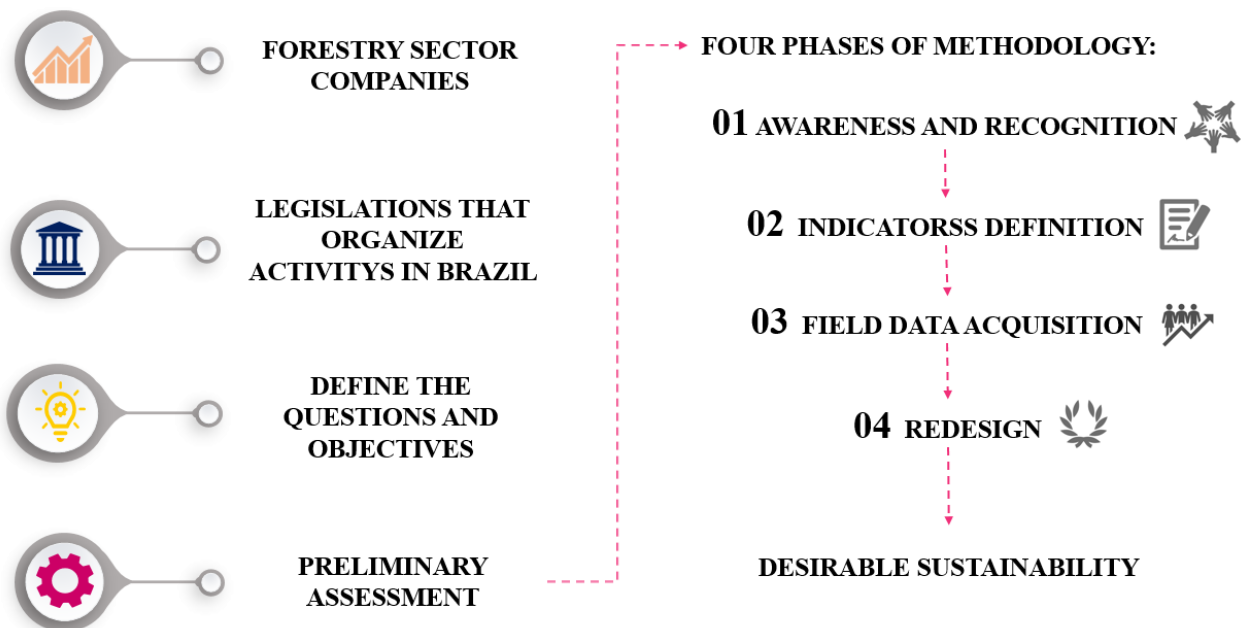 FORESTRY SECTOR
COMPANIES
LEGISLATIONS THAT
ORGANIZE
ACTIVITYS IN BRAZIL
DEFINE THE
QUESTIONS AND
OBJECTIVES
PRELIMINARY
ASSESSMENT
FOUR PHASES OF METHODOLOGY:
01 AWARENESS AND RECOGNITION
02 INDICATORSS DEFINITION
03 FIELD DATA ACQUISITION
04 REDESIGN
DESIRABLE SUSTAINABILITY